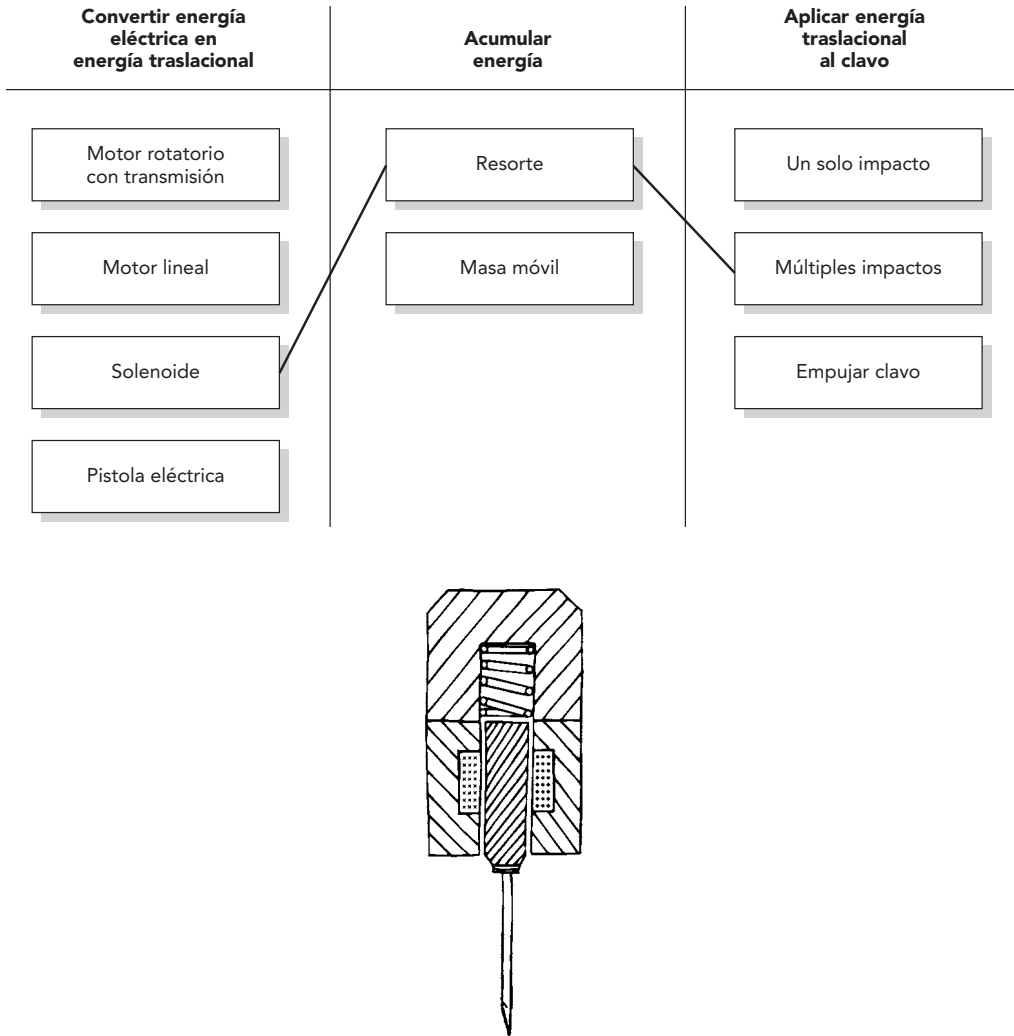 Convertir energía
eléctrica en
energía traslacional
Acumular
energía
Aplicar energía
traslacional
al clavo
Motor rotatorio
con transmisión
Resorte
Un solo impacto
Motor lineal
Masa móvil
Múltiples impactos
Solenoide
Empujar clavo
Pistola eléctrica